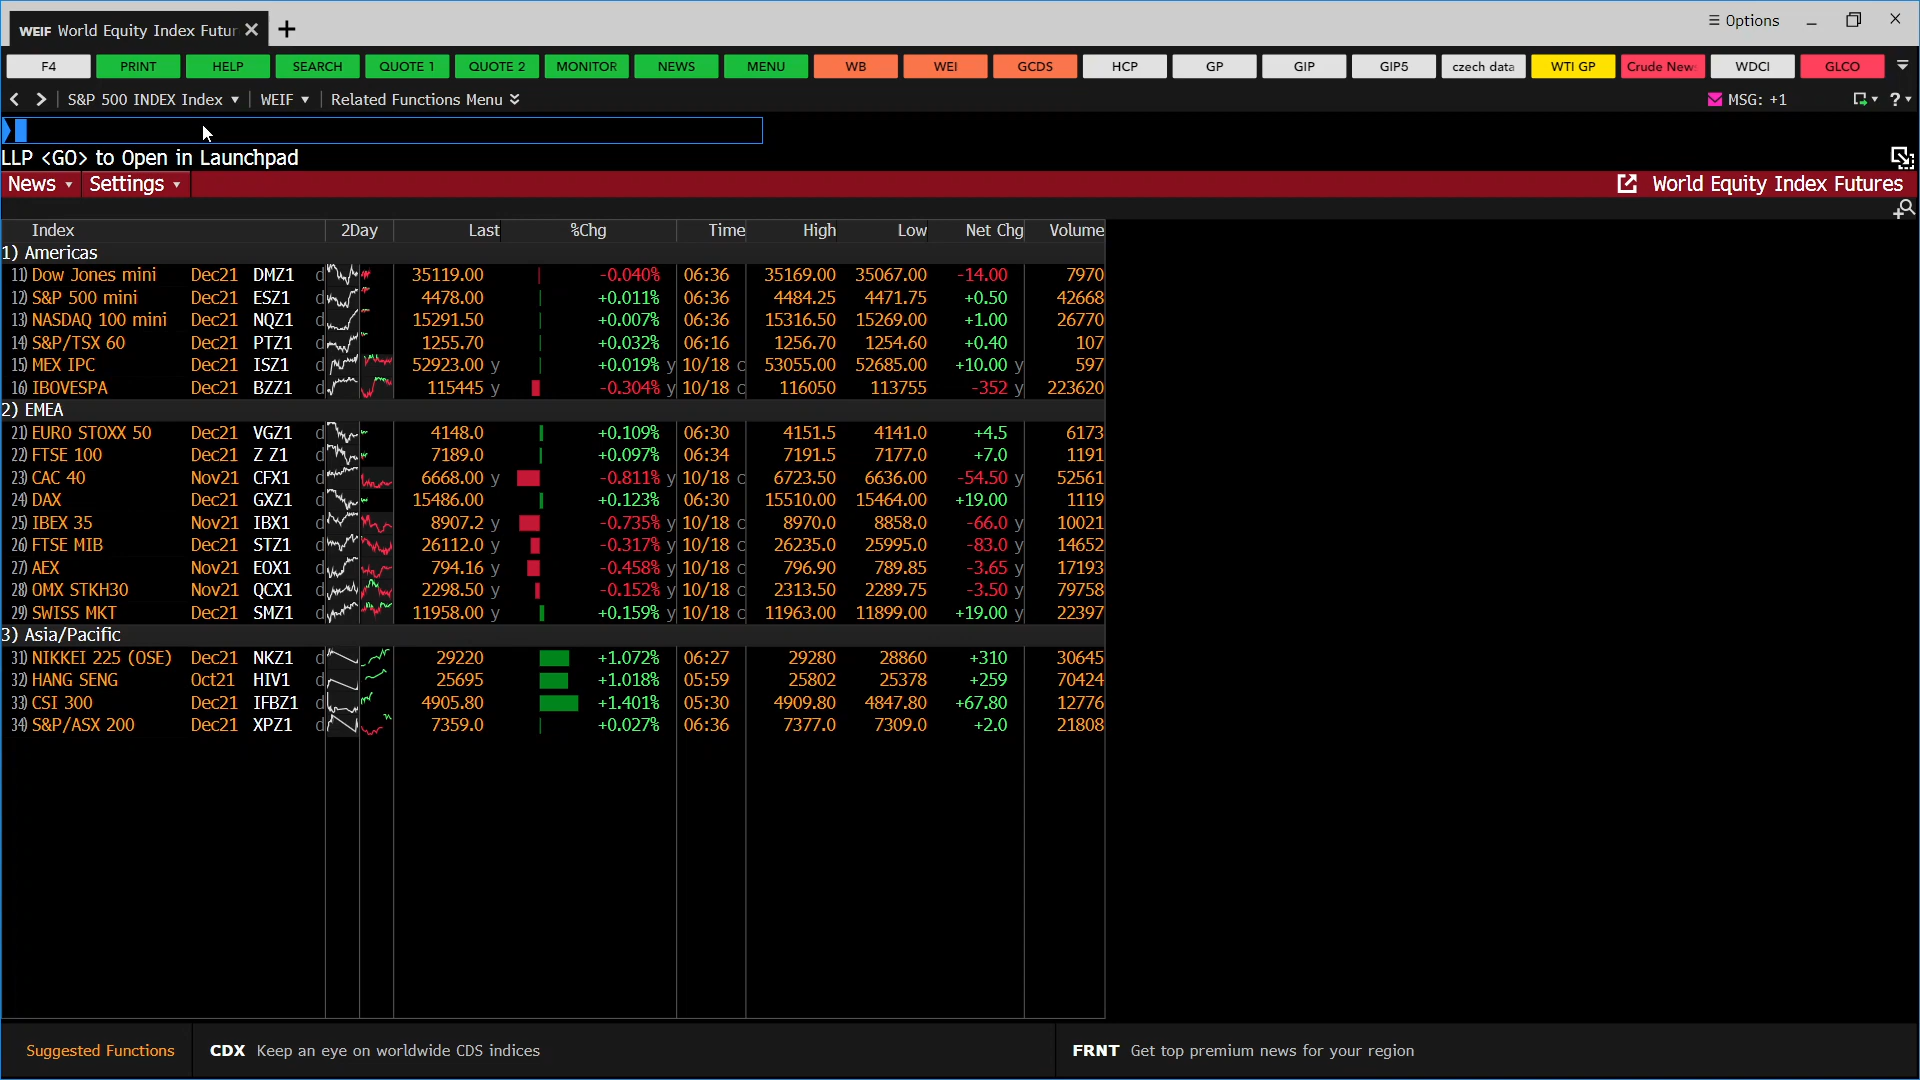 WEIF World Equity Index Futur
Options
F4 PRINT HELP SEARCH QUOTE 1 QUOTE 2 MONITOR NEWS MENU WB WEI GCDS HCP GP GIP GIP5 czech data WTI GP Crude New WDCI GLCO
S&P 500 INDEX Index WEIF Related Functions Menu MSG: +1 ?
LLP <GO> to Open in Launchpad
News Settings World Equity Index Futures
Index 2Day Last %Chg Time High Low Net Chg Volume
1) Americas
11) Dow Jones mini Dec21 DMZ1 d 35119.00 -0.040% 06:36 35169.00 35067.00 -14.00 7970
12) S&P 500 mini Dec21 ESZ1 d 4478.00 +0.011% 06:36 4484.25 4471.75 +0.50 42668
13) NASDAQ 100 mini Dec21 NQZ1 d 15291.50 +0.007% 06:36 15316.50 15269.00 +1.00 26770
14) S&P/TSX 60 Dec21 PTZ1 d 1255.70 +0.032% 06:16 1256.70 1254.60 +0.40 107
15) MEX IPC Dec21 ISZ1 d 52923.00 y +0.019% y 10/18 c 53055.00 52685.00 +10.00 y 597
16) IBOVESPA Dec21 BZZ1 d 115445 y -0.304% y 10/18 c 116050 113755 -352 y 223620
2) EMEA
21) EURO STOXX 50 Dec21 VGZ1 d 4148.0 +0.109% 06:30 4151.5 4141.0 +4.5 6173
22) FTSE 100 Dec21 Z Z1 d 7189.0 +0.097% 06:34 7191.5 7177.0 +7.0 1191
23) CAC 40 Nov21 CFX1 d 6668.00 y -0.811% y 10/18 c 6723.50 6636.00 -54.50 y 52561
24) DAX Dec21 GXZ1 d 15486.00 +0.123% 06:30 15510.00 15464.00 +19.00 1119
25) IBEX 35 Nov21 IBX1 d 8907.2 y -0.735% y 10/18 c 8970.0 8858.0 -66.0 y 10021
26) FTSE MIB Dec21 STZ1 d 26112.0 y -0.317% y 10/18 c 26235.0 25995.0 -83.0 y 14652
27) AEX Nov21 EOX1 d 794.16 y -0.458% y 10/18 c 796.90 789.85 -3.65 y 17193
28) OMX STKH30 Nov21 QCX1 d 2298.50 y -0.152% y 10/18 c 2313.50 2289.75 -3.50 y 79758
29) SWISS MKT Dec21 SMZ1 d 11958.00 y +0.159% y 10/18 c 11963.00 11899.00 +19.00 y 22397
3) Asia/Pacific
31) NIKKEI 225 (OSE) Dec21 NKZ1 d 29220 +1.072% 06:27 29280 28860 +310 30645
32) HANG SENG Oct21 HIV1 d 25695 +1.018% 05:59 25802 25378 +259 70424
33) CSI 300 Dec21 IFBZ1 d 4905.80 +1.401% 05:30 4909.80 4847.80 +67.80 12776
34) S&P/ASX 200 Dec21 XPZ1 d 7359.0 +0.027% 06:36 7377.0 7309.0 +2.0 21808
Suggested Functions CDX Keep an eye on worldwide CDS indices FRNT Get top premium news for your region